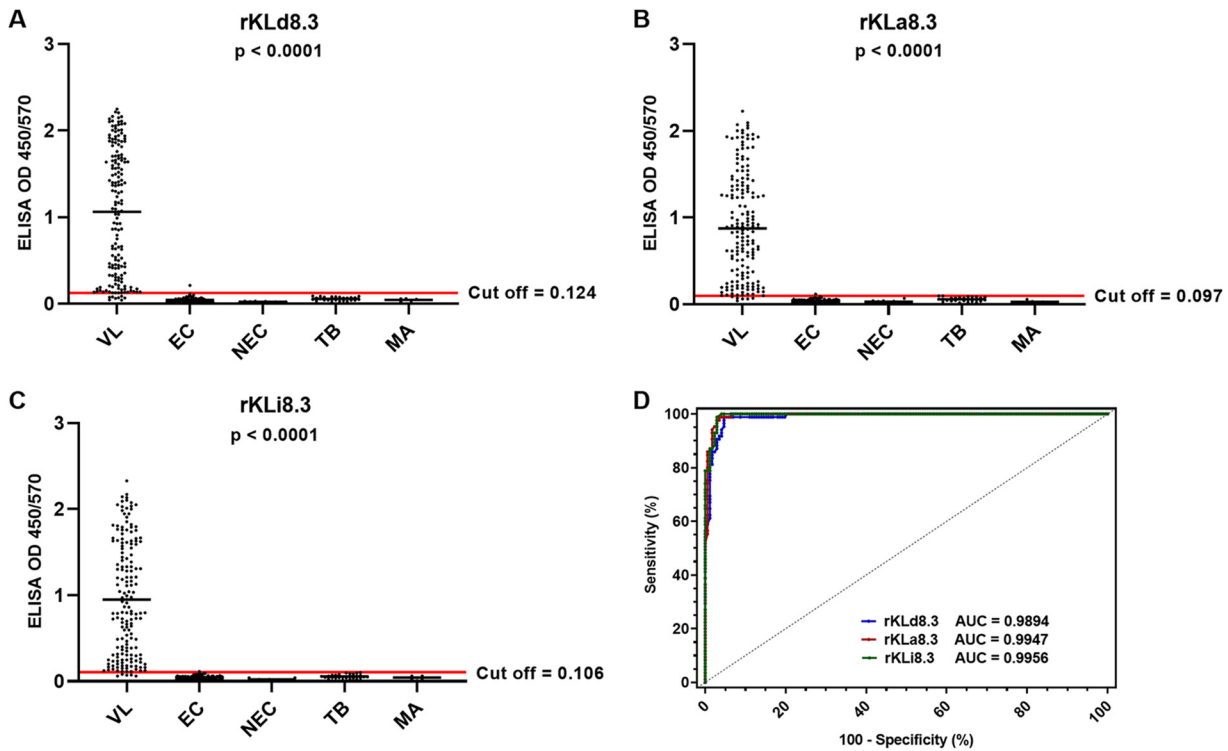 A
rKLd8.3
p < 0.0001
ELISA OD 450/570
3
2
1
0
Cut off = 0.124
VL
EC
NEC
TB
MA
B
rKLa8.3
p < 0.0001
ELISA OD 450/570
3
2
1
0
Cut off = 0.097
VL
EC
NEC
TB
MA
C
rKLi8.3
p < 0.0001
ELISA OD 450/570
3
2
1
0
Cut off = 0.106
VL
EC
NEC
TB
MA
D
Sensitivity (%)
100
80
60
40
20
0
rKLd8.3 AUC = 0.9894
rKLa8.3 AUC = 0.9947
rKLi8.3 AUC = 0.9956
0
20
40
60
80
100
100 - Specificity (%)